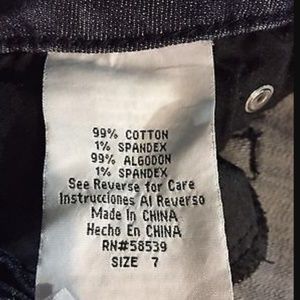 99% COTTON
1% SPANDEX
99% ALGODON
1% SPANDEX
See Reverse for Care
Instrucciones Al Reverso
Made In CHINA
Hecho En CHINA
RN#58539
SIZE 7